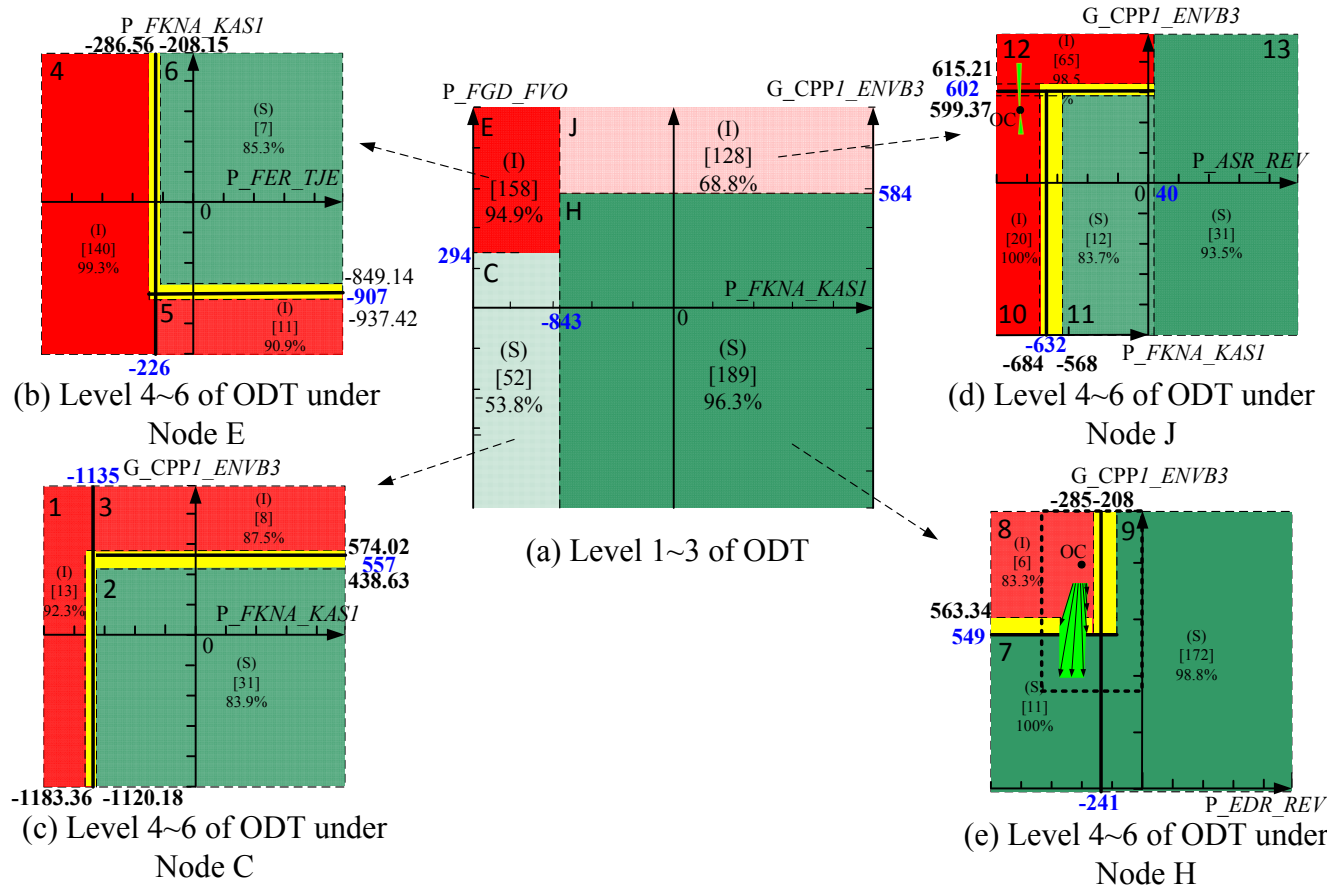 P_FKNA_KAS1
-286.56 -208.15
4
6
(S)
[7]
85.3%
P_FER_TJE
0
(I)
[140]
99.3%
-849.14
-907
-937.42
5
(I)
[11]
90.9%
-226
(b) Level 4~6 of ODT under
Node E
P_FGD_FVO
G_CPP1_ENVB3
E
(I)
[158]
94.9%
J
(I)
[128]
68.8%
584
H
294
C
P_FKNA_KAS1
-843
0
(S)
[52]
53.8%
(S)
[189]
96.3%
(a) Level 1~3 of ODT
G_CPP1_ENVB3
12
(I)
[65]
98.5
%
13
615.21
602
599.37
OC
P_ASR_REV
0
40
(I)
[20]
100%
(S)
[12]
83.7%
(S)
[31]
93.5%
10
11
-632
P_FKNA_KAS1
-684
-568
(d) Level 4~6 of ODT under
Node J
G_CPP1_ENVB3
-1135
1
3
(I)
[8]
87.5%
574.02
557
438.63
(I)
[13]
92.3%
2
P_FKNA_KAS1
0
(S)
[31]
83.9%
-1183.36
-1120.18
(c) Level 4~6 of ODT under
Node C
G_CPP1_ENVB3
-285-208
8
9
(I)
[6]
83.3%
OC
563.34
549
7
(S)
[172]
98.8%
(S)
[11]
100%
-241
P_EDR_REV
(e) Level 4~6 of ODT under
Node H